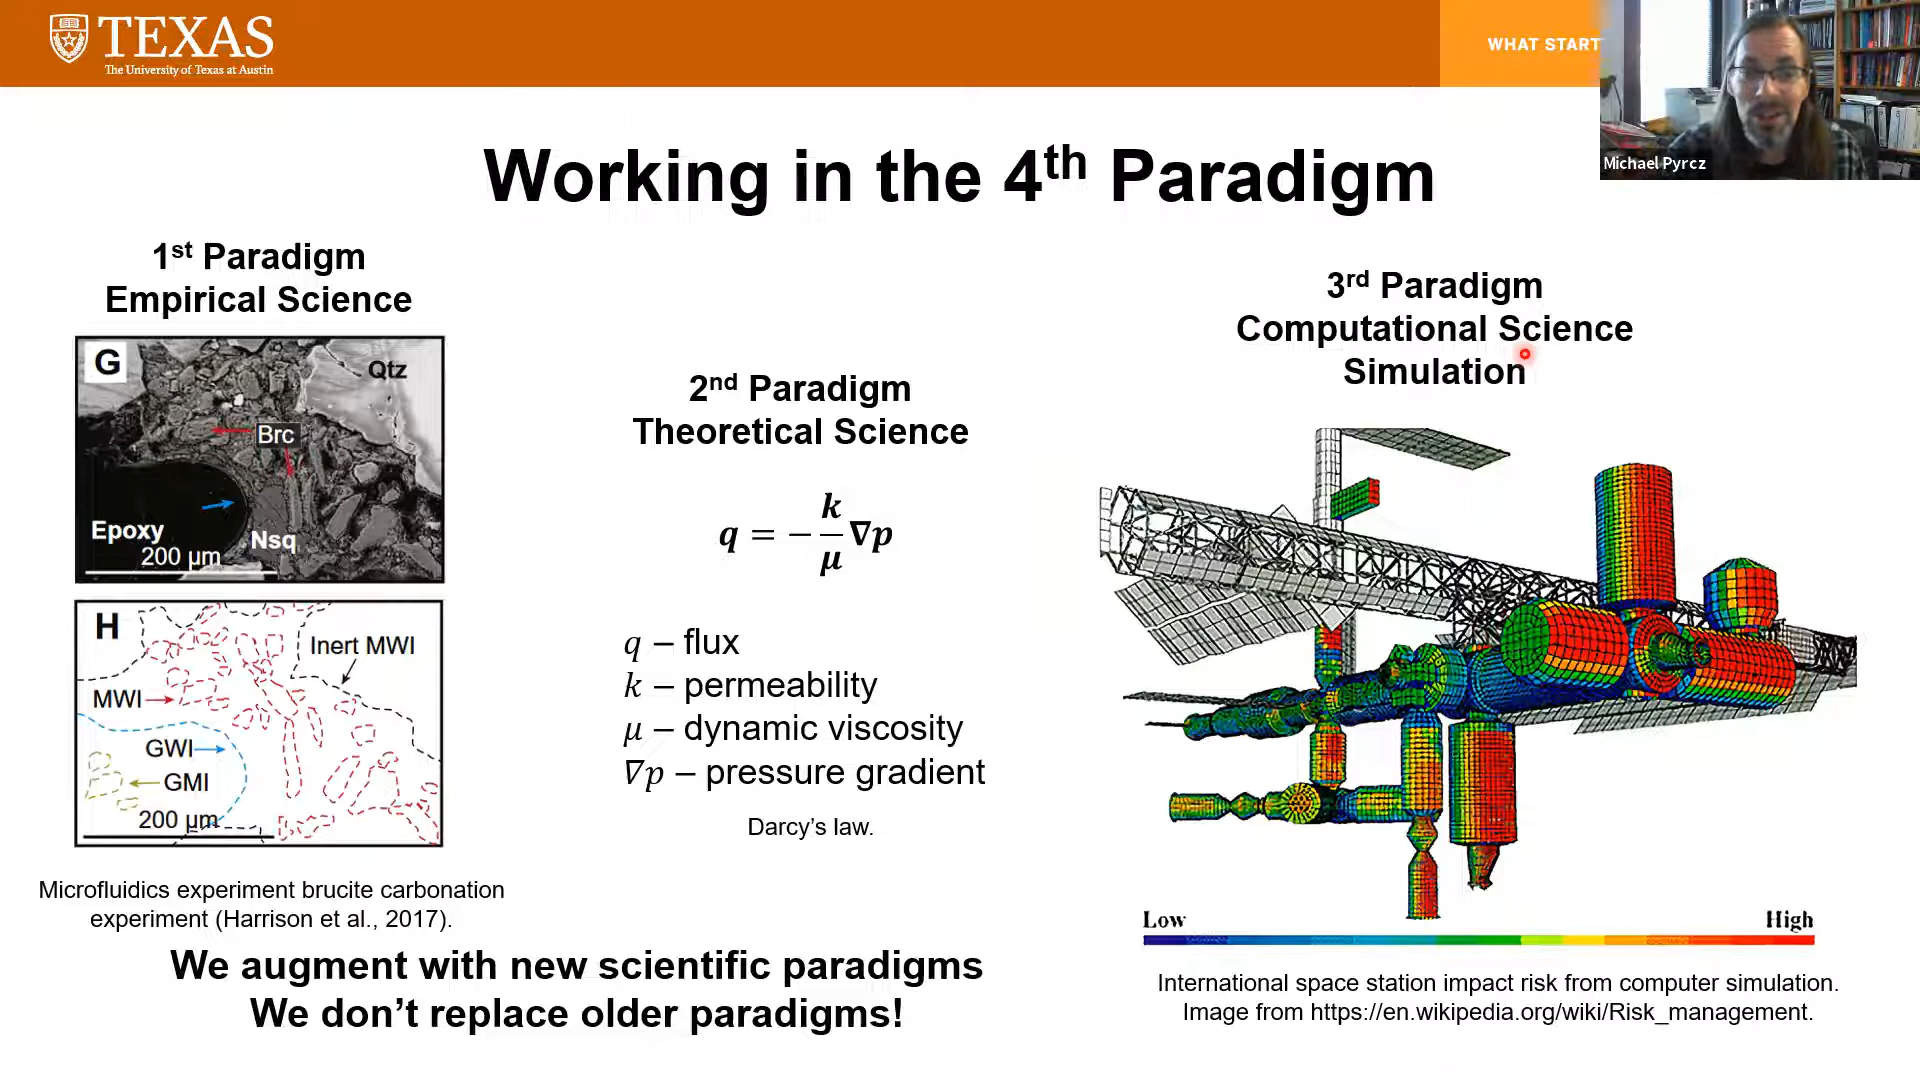 TEXAS
The University of Texas at Austin
WHAT START
Michael Pyrcz
Working in the 4th Paradigm
1st Paradigm
Empirical Science
G
Qtz
Brc
Epoxy
Nsq
200 μm
H
Inert MWI
MWI
GWI
GMI
200 μm
Microfluidics experiment brucite carbonation
experiment (Harrison et al., 2017).
2nd Paradigm
Theoretical Science
q = −k/μ ∇p
q – flux
k – permeability
μ – dynamic viscosity
∇p – pressure gradient
Darcy’s law.
3rd Paradigm
Computational Science
Simulation
Low High
International space station impact risk from computer simulation.
Image from https://en.wikipedia.org/wiki/Risk_management.
We augment with new scientific paradigms
We don’t replace older paradigms!